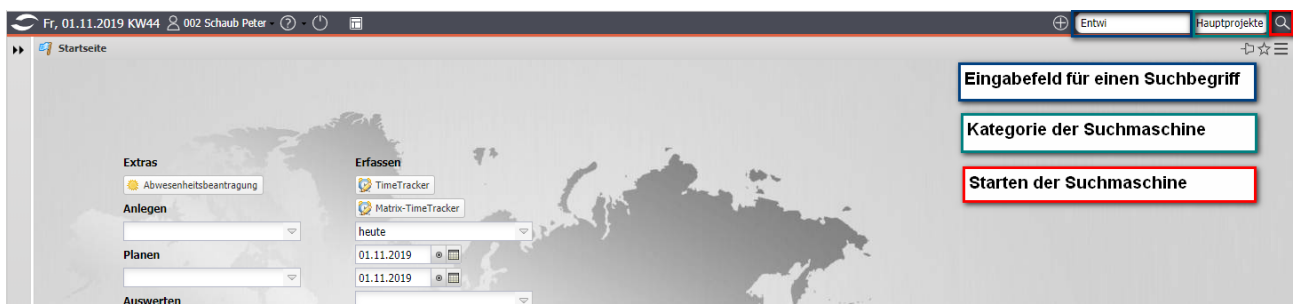 Fr, 01.11.2019 KW44 002 Schaub Peter
Entwi Hauptprojekte
Startseite
Eingabefeld für einen Suchbegriff
Kategorie der Suchmaschine
Extras Erfassen
Abwesenheitsbeantragung TimeTracker
Starten der Suchmaschine
Anlegen Matrix-TimeTracker
heute
Planen 01.11.2019
01.11.2019
Auswerten